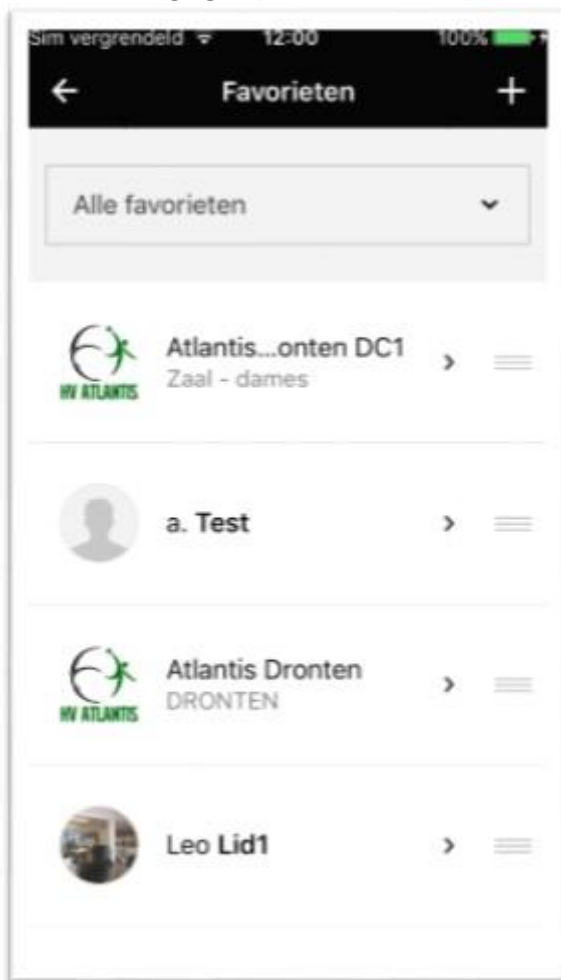 Sim vergrendeld 12:00 100%
Favorieten
Alle favorieten
Atlantis...onten DC1
Zaal - dames
HV ATLANTIS
a. Test
Atlantis Dronten
DRONTEN
HV ATLANTIS
Leo Lid1